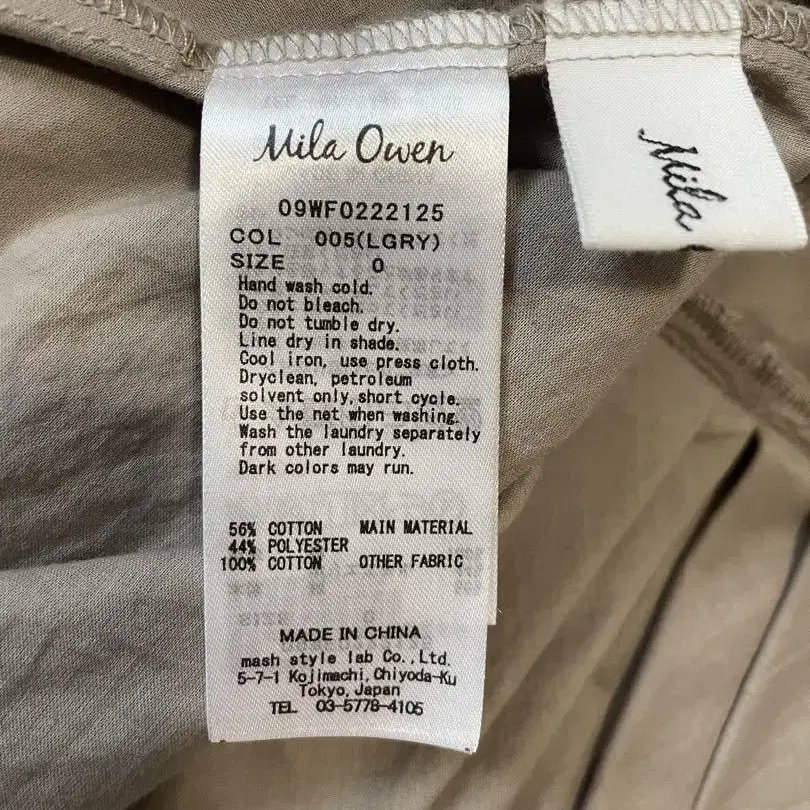 Mila Owen
09WF0222125
COL 005(LGRY)
SIZE 0
Hand wash cold.
Do not bleach.
Do not tumble dry.
Line dry in shade.
Cool iron, use press cloth.
Dryclean, petroleum
solvent only,short cycle.
Use the net when washing.
Wash the laundry separately
from other laundry.
Dark colors may run.
56% COTTON MAIN MATERIAL
44% POLYESTER
100% COTTON OTHER FABRIC
MADE IN CHINA
mash style lab Co.,Ltd.
5-7-1 Kojimachi,Chiyoda-Ku
Tokyo,Japan
TEL 03-5778-4105
Mila